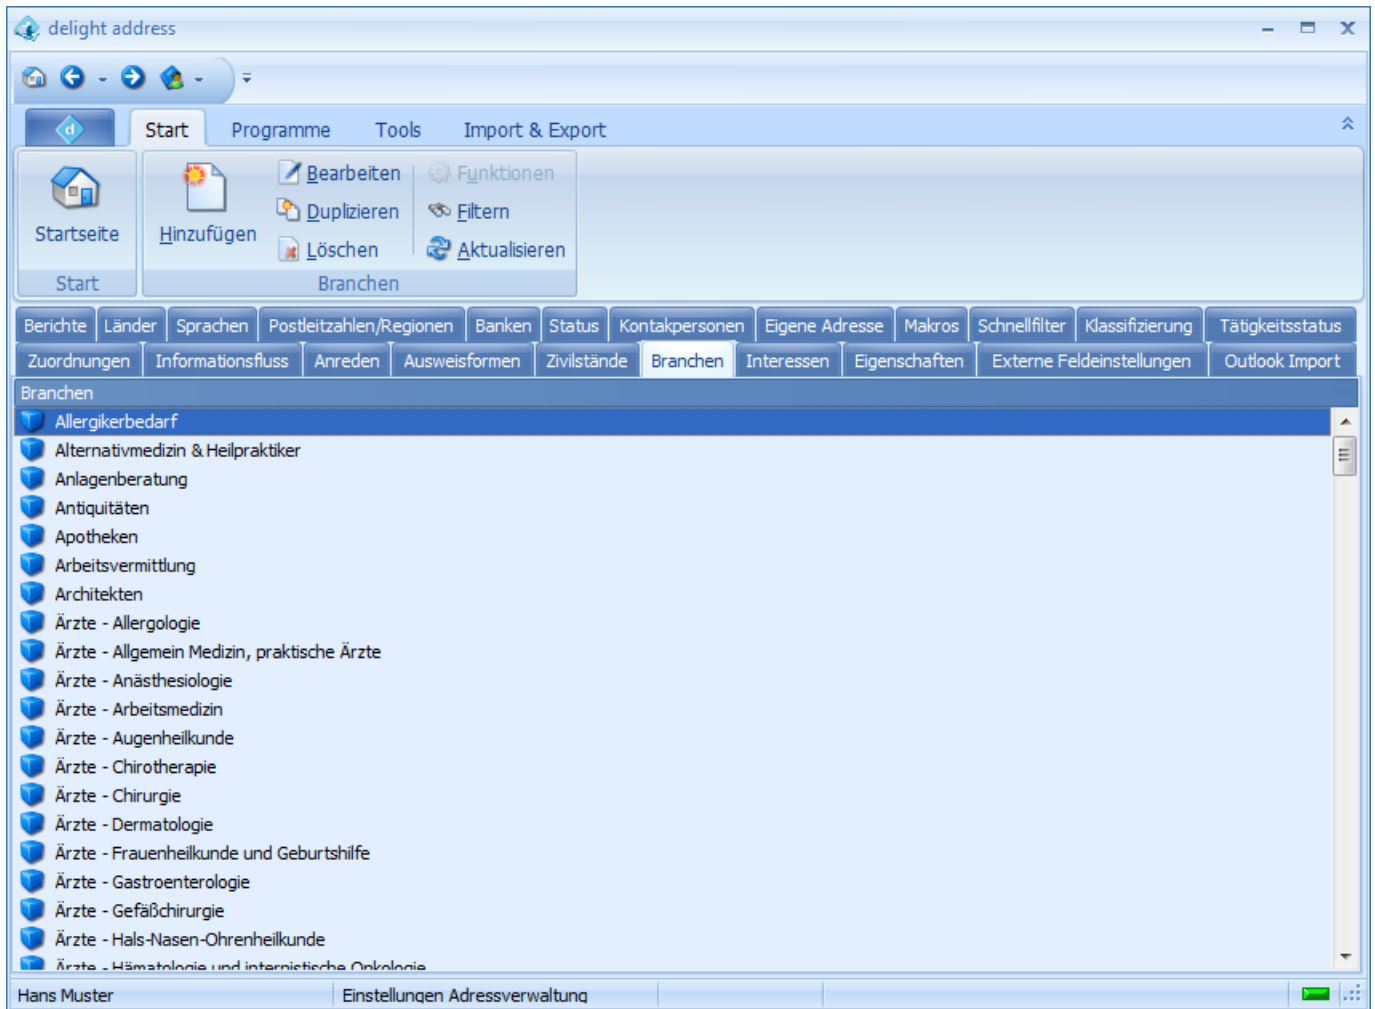 delight address
Start Programme Tools Import & Export
Startseite
Hinzufügen
Bearbeiten
Duplizieren
Löschen
Funktionen
Filtern
Aktualisieren
Start
Branchen
Berichte Länder Sprachen Postleitzahlen/Regionen Banken Status Kontakpersonen Eigene Adresse Makros Schnellfilter Klassifizierung Tätigkeitsstatus
Zuordnungen Informationsfluss Anreden Ausweisformen Zivilstände Branchen Interessen Eigenschaften Externe Feldeinstellungen Outlook Import
Branchen
Allergikerbedarf
Alternativmedizin & Heilpraktiker
Anlagenberatung
Antiquitäten
Apotheken
Arbeitsvermittlung
Architekten
Ärzte - Allergologie
Ärzte - Allgemein Medizin, praktische Ärzte
Ärzte - Anästhesiologie
Ärzte - Arbeitsmedizin
Ärzte - Augenheilkunde
Ärzte - Chirotherapie
Ärzte - Chirurgie
Ärzte - Dermatologie
Ärzte - Frauenheilkunde und Geburtshilfe
Ärzte - Gastroenterologie
Ärzte - Gefäßchirurgie
Ärzte - Hals-Nasen-Ohrenheilkunde
Ärzte - Hämatologie und internistische Onkologie
Hans Muster
Einstellungen Adressverwaltung